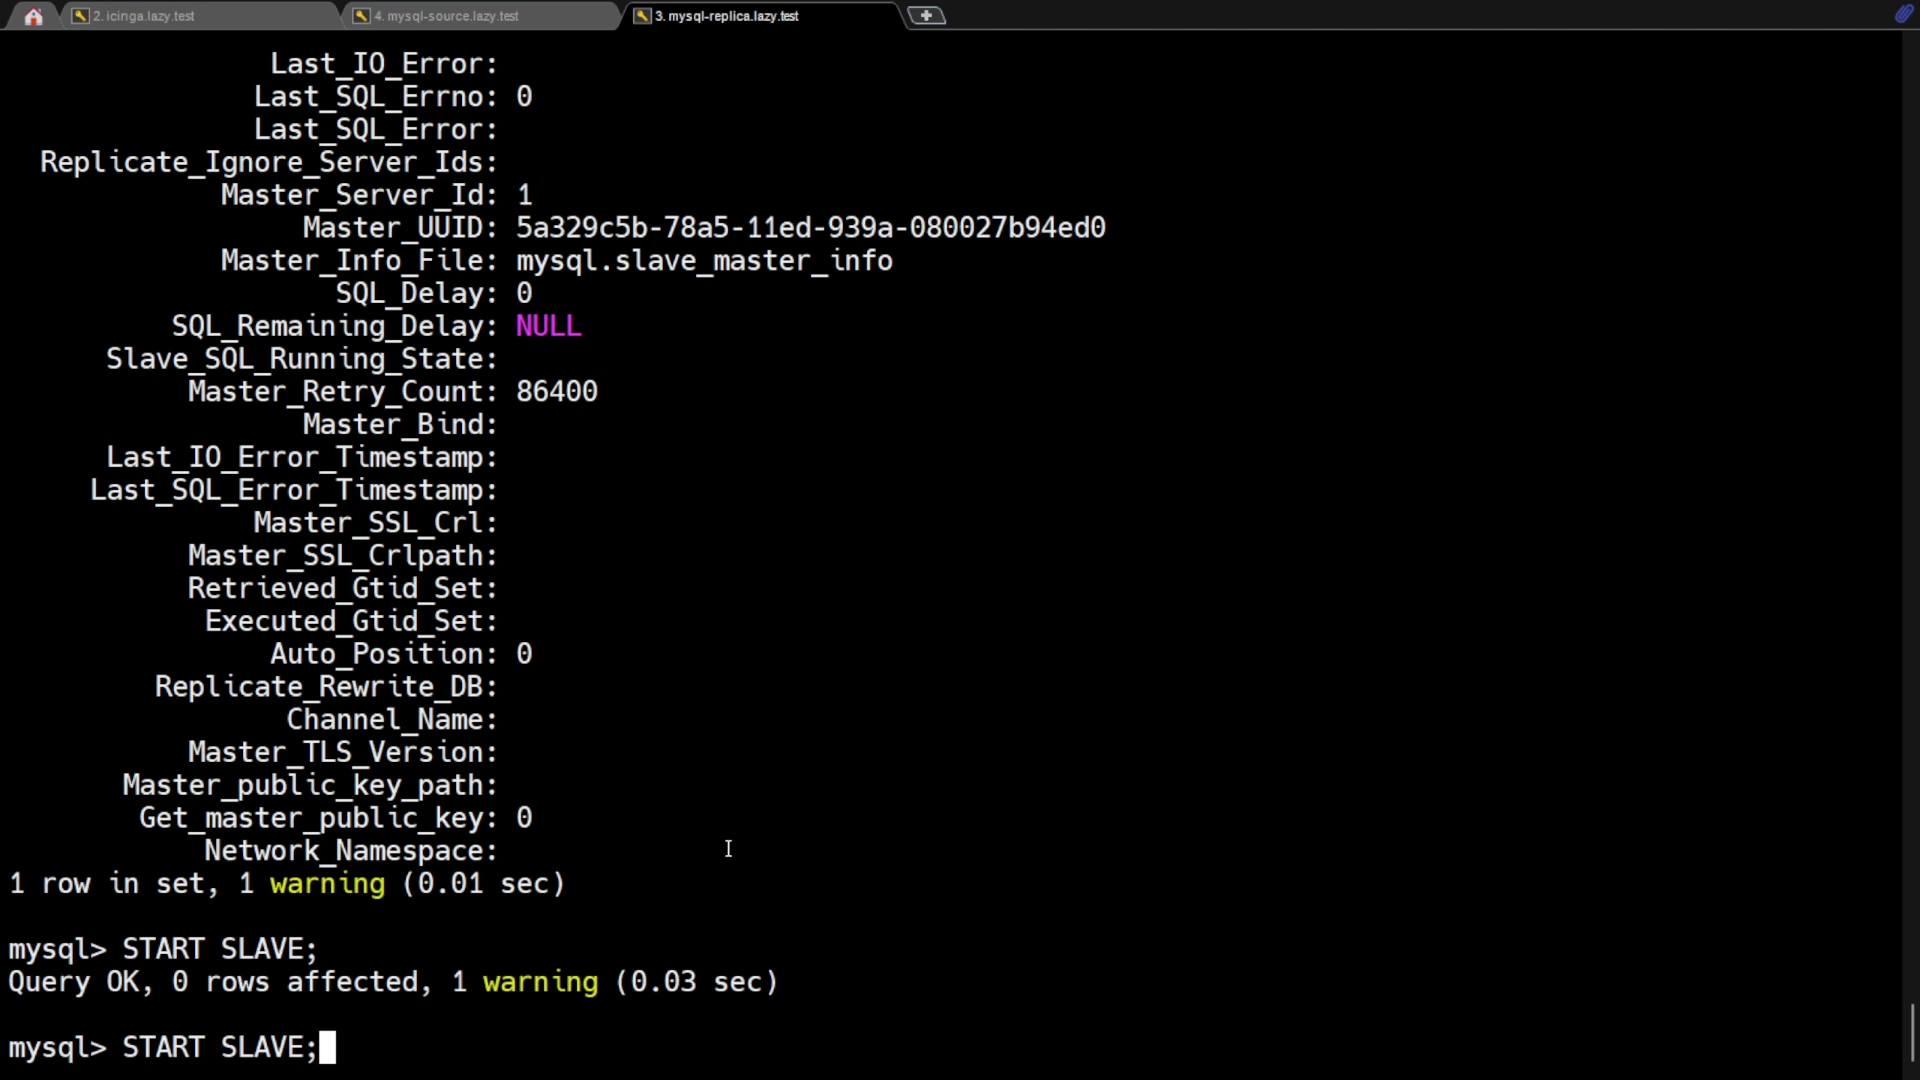 2. icinga.lazy.test
4. mysql-source.lazy.test
3. mysql-replica.lazy.test
Last_IO_Error:
Last_SQL_Errno: 0
Last_SQL_Error:
Replicate_Ignore_Server_Ids:
Master_Server_Id: 1
Master_UUID: 5a329c5b-78a5-11ed-939a-080027b94ed0
Master_Info_File: mysql.slave_master_info
SQL_Delay: 0
SQL_Remaining_Delay: NULL
Slave_SQL_Running_State:
Master_Retry_Count: 86400
Master_Bind:
Last_IO_Error_Timestamp:
Last_SQL_Error_Timestamp:
Master_SSL_Crl:
Master_SSL_Crlpath:
Retrieved_Gtid_Set:
Executed_Gtid_Set:
Auto_Position: 0
Replicate_Rewrite_DB:
Channel_Name:
Master_TLS_Version:
Master_public_key_path:
Get_master_public_key: 0
Network_Namespace:
1 row in set, 1 warning (0.01 sec)
mysql> START SLAVE;
Query OK, 0 rows affected, 1 warning (0.03 sec)
mysql> START SLAVE;